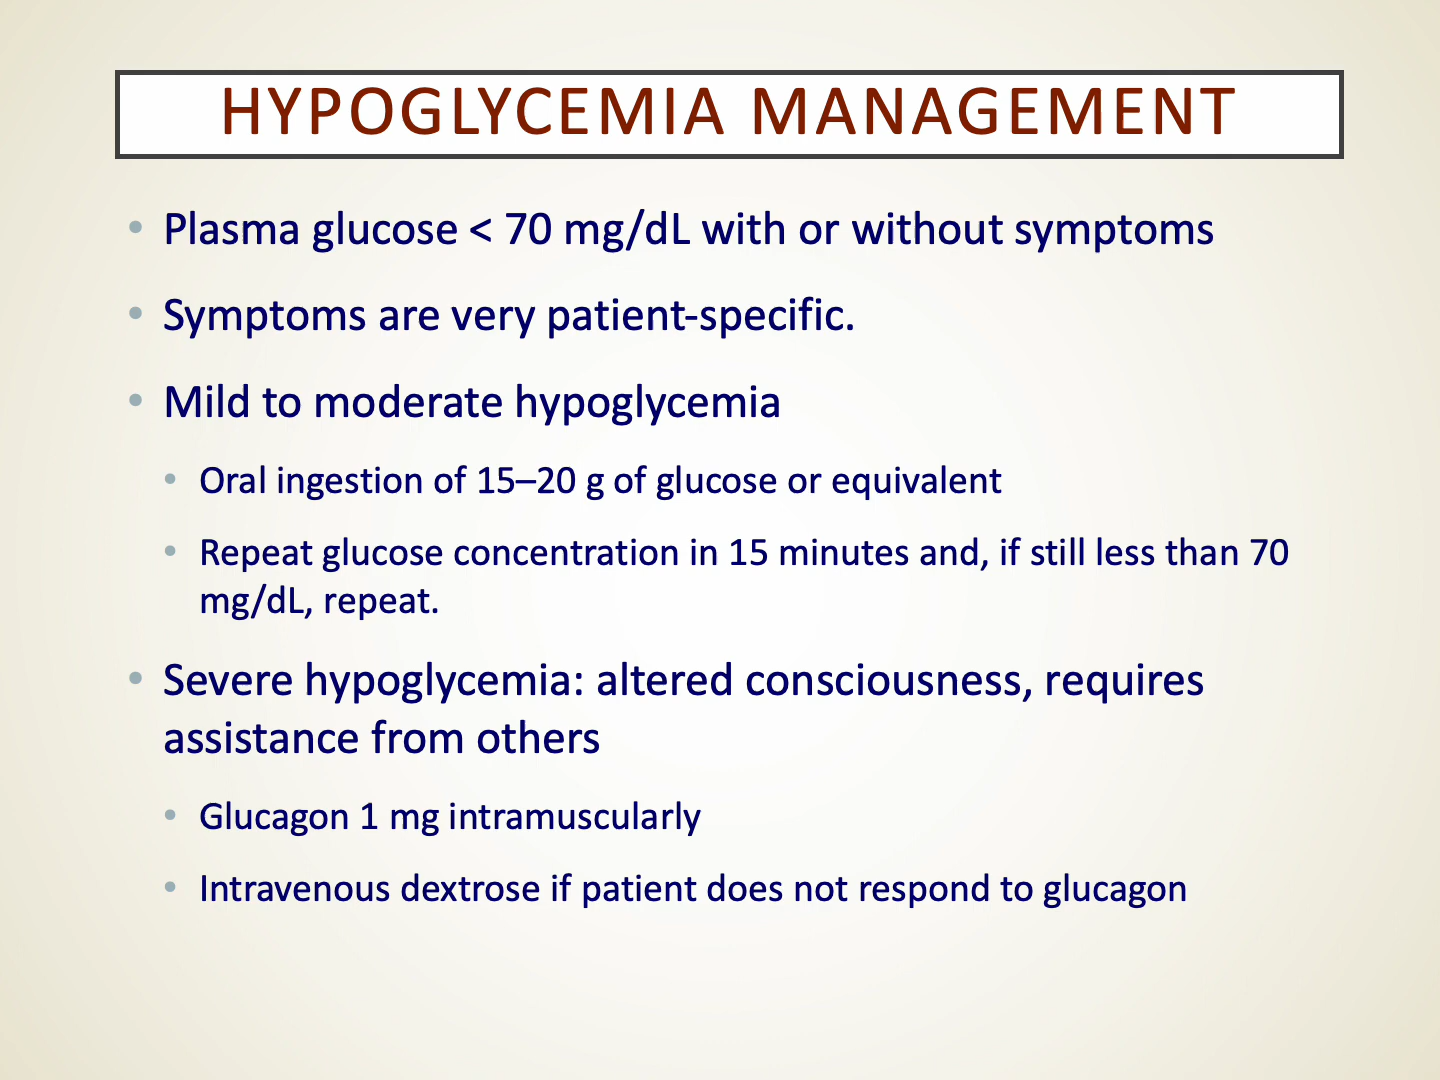 HYPOGLYCEMIA MANAGEMENT
• Plasma glucose < 70 mg/dL with or without symptoms
• Symptoms are very patient-specific.
• Mild to moderate hypoglycemia
• Oral ingestion of 15–20 g of glucose or equivalent
• Repeat glucose concentration in 15 minutes and, if still less than 70
mg/dL, repeat.
• Severe hypoglycemia: altered consciousness, requires
assistance from others
• Glucagon 1 mg intramuscularly
• Intravenous dextrose if patient does not respond to glucagon